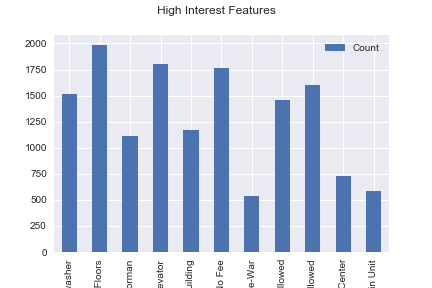 High Interest Features
Count
2000
1750
1500
1250
1000
750
500
250
0
washer
Floors
orman
evator
uilding
lo Fee
e-War
llowed
llowed
Center
in Unit